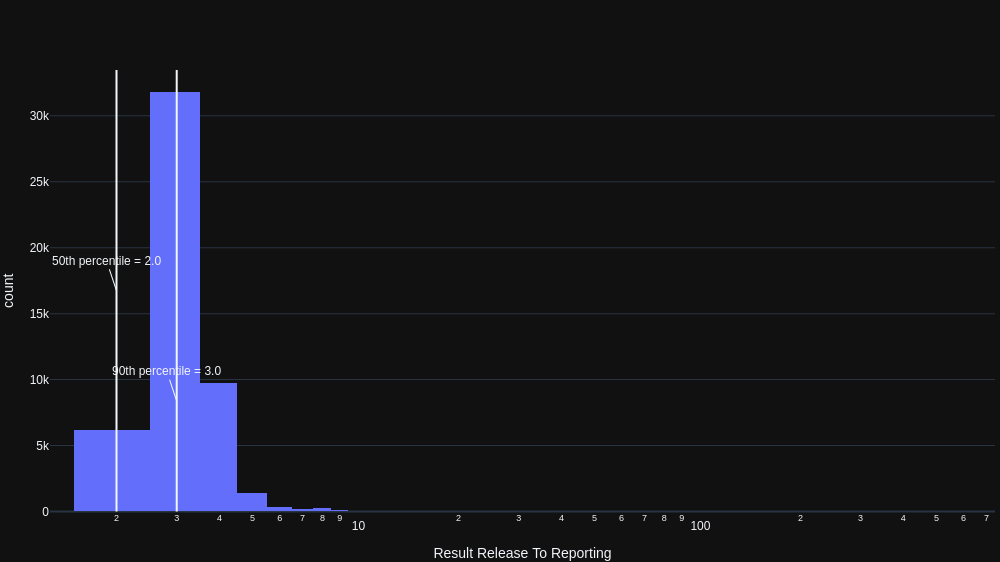 30k
25k
20k
50th percentile = 2.0
count
15k
90th percentile = 3.0
10k
5k
0
2 3 4 5 6 7 8 9 10 2 3 4 5 6 7 8 9 100 2 3 4 5 6 7
Result Release To Reporting